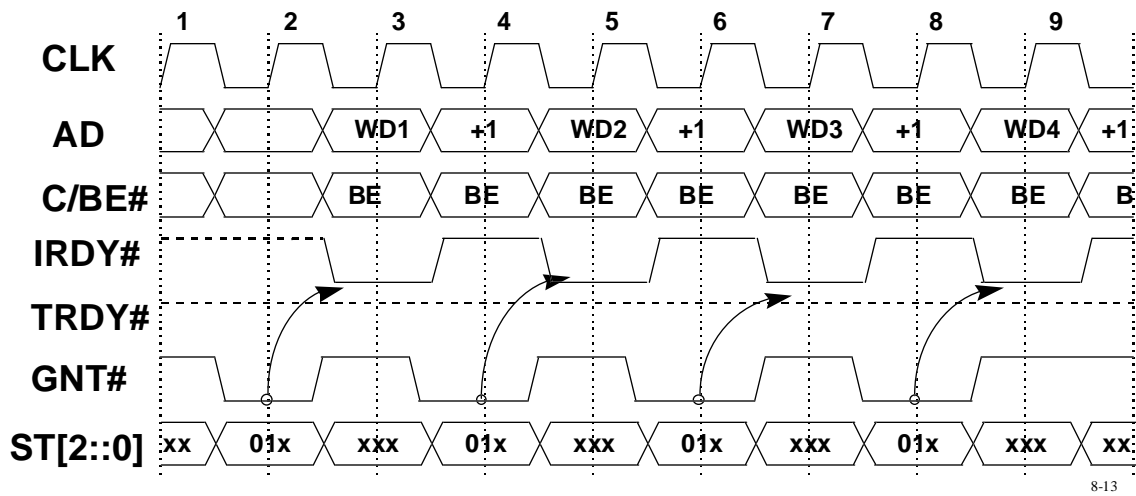 1 2 3 4 5 6 7 8 9
CLK
AD WD1 +1 WD2 +1 WD3 +1 WD4 +1
C/BE# BE BE BE BE BE BE BE B
IRDY#
TRDY#
GNT#
ST[2::0] xx 01x xxx 01x xxx 01x xxx 01x xxx xx
8-13